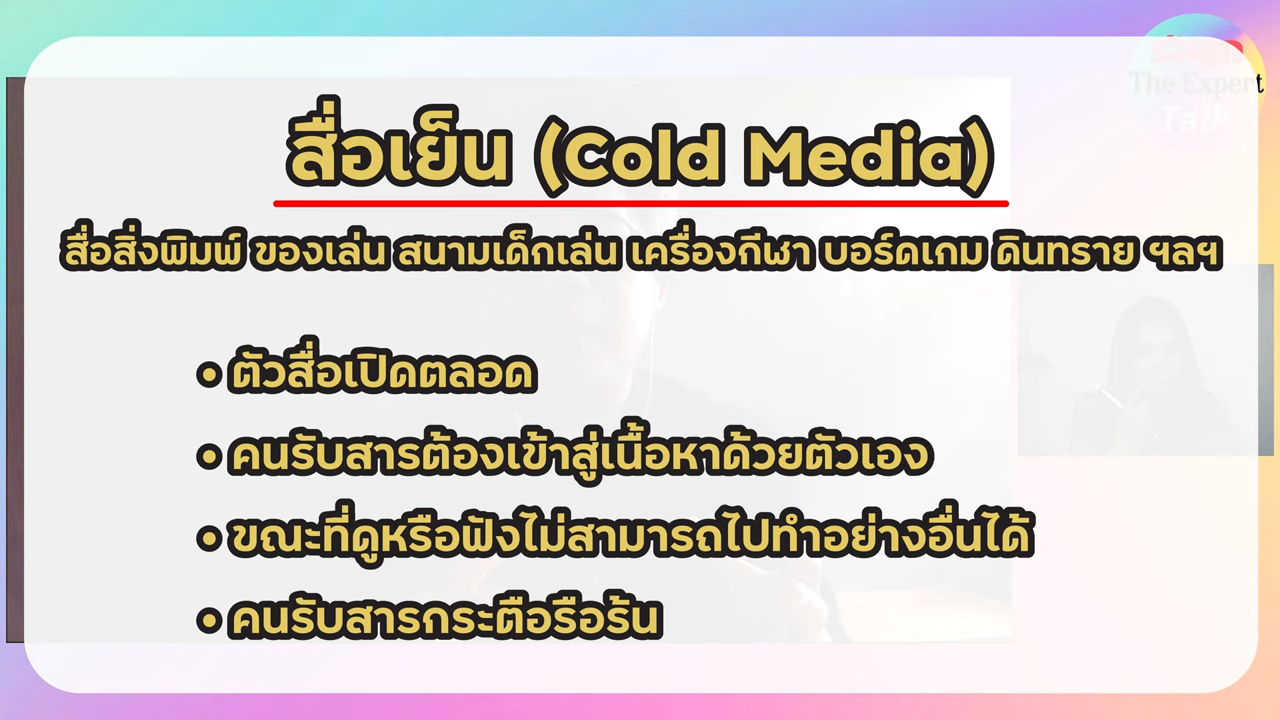 The Expert
Talk
สื่อเย็น (Cold Media)
สื่อสิ่งพิมพ์ ของเล่น สนามเด็กเล่น เครื่องกีฬา บอร์ดเกม ดินทราย ฯลฯ
• ตัวสื่อเปิดตลอด
• คนรับสารต้องเข้าสู่เนื้อหาด้วยตัวเอง
• ขณะที่ดูหรือฟังไม่สามารถไปทำอย่างอื่นได้
• คนรับสารกระตือรือร้น